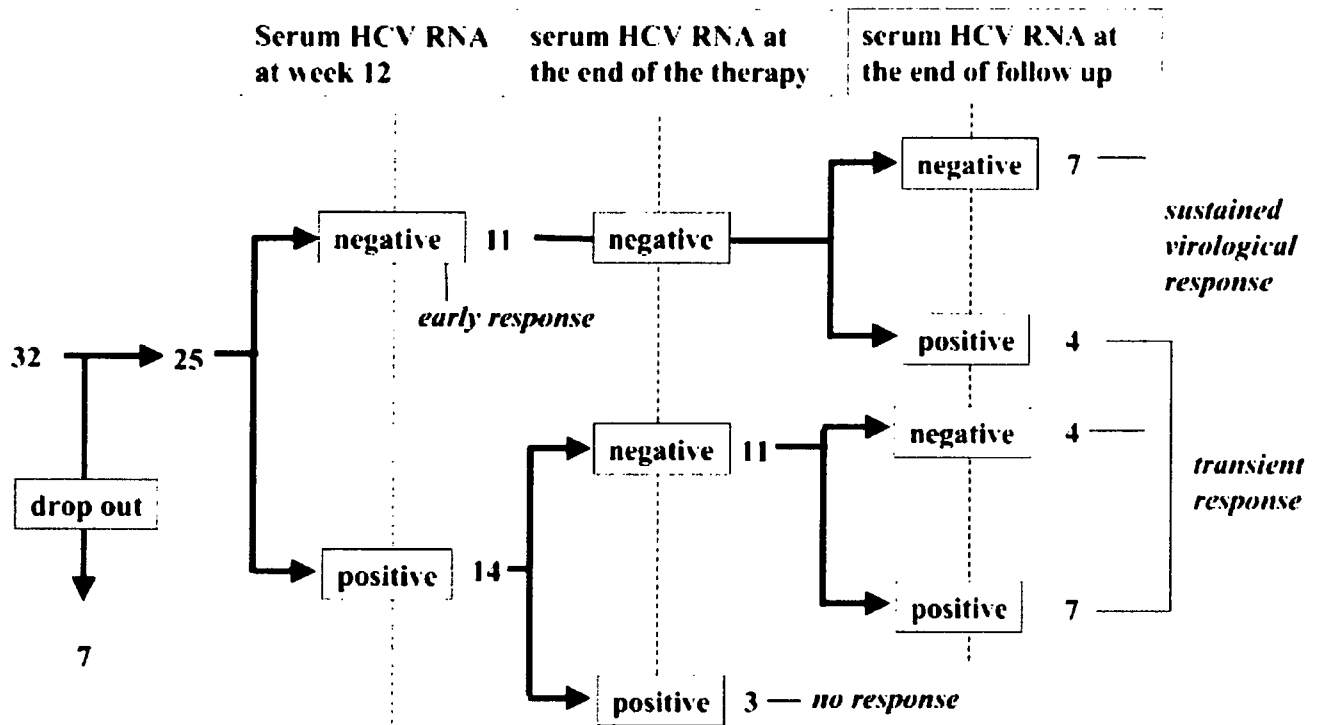 Serum HCV RNA
at week 12
serum HCV RNA at
the end of the therapy
serum HCV RNA at
the end of follow up
negative 7
sustained
virological
response
negative 11
negative
early response
positive 4
32
25
negative 4
negative 11
transient
response
drop out
positive 14
positive 7
7
positive 3
no response